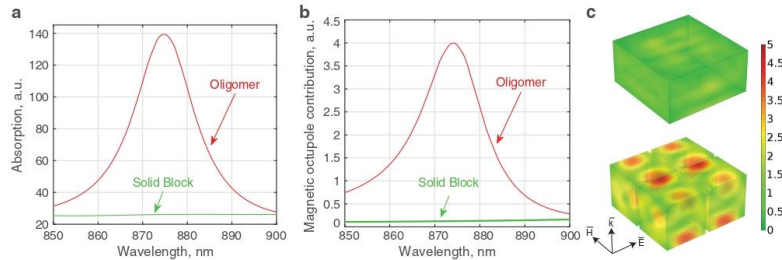 a
140
120
100
80
60
40
20
850
860
870
880
890
900
Absorption, a.u.
Wavelength, nm
Oligomer
Solid Block
b
4.5
4
3.5
3
2.5
2
1.5
1
0.5
0
850
860
870
880
890
900
Magnetic octupole contribution, a.u.
Wavelength, nm
Oligomer
Solid Block
c
5
4.5
4
3.5
3
2.5
2
1.5
1
0.5
0
H
k
E